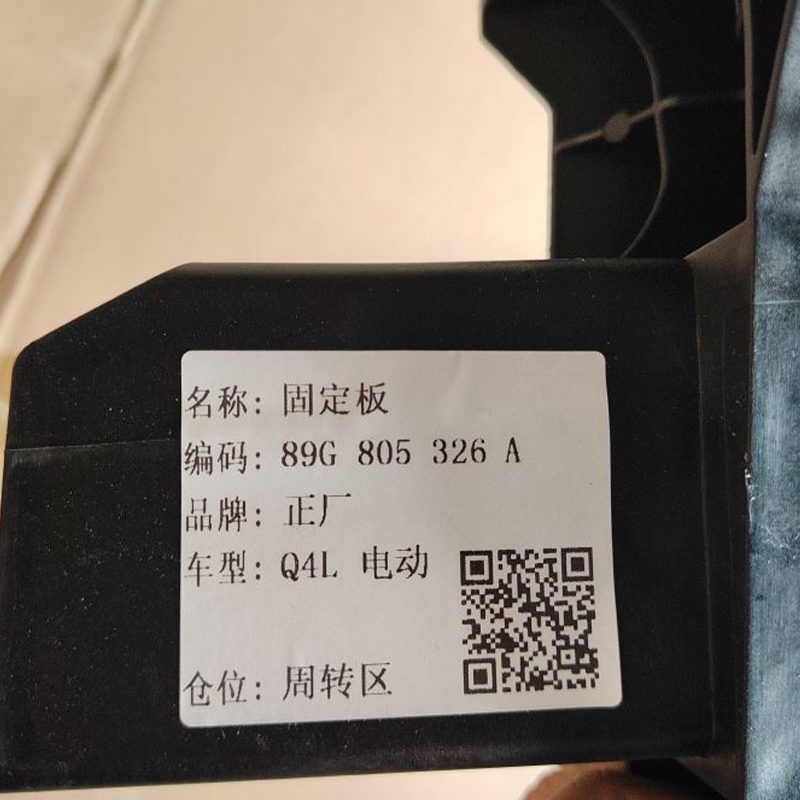 名称: 固定板
编码: 89G 805 326 A
品牌: 正厂
车型: Q4L 电动
仓位: 周转区